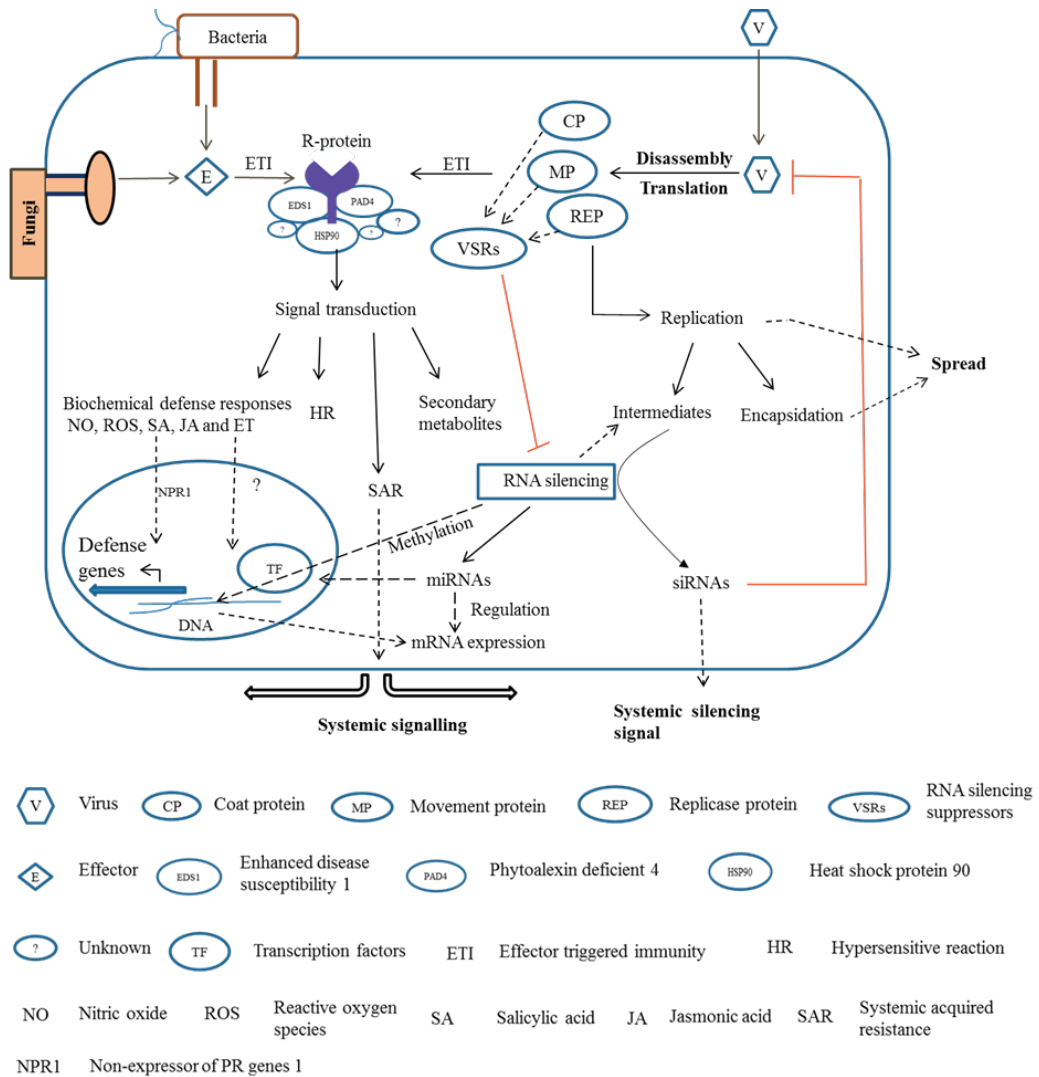 Bacteria
V
Fungi
E
ETI
R-protein
EDS1
PAD4
?
HSP90
?
?
ETI
CP
MP
REP
VSRs
Disassembly
Translation
V
Signal transduction
Replication
Spread
Biochemical defense responses
NO, ROS, SA, JA and ET
HR
Secondary
metabolites
Intermediates
Encapsidation
NPR1
?
SAR
RNA silencing
Methylation
Defense
genes
TF
DNA
miRNAs
Regulation
mRNA expression
siRNAs
Systemic signalling
Systemic silencing
signal
V Virus CP Coat protein MP Movement protein REP Replicase protein VSRs RNA silencing
suppressors
E Effector EDS1 Enhanced disease
susceptibility 1 PAD4 Phytoalexin deficient 4 HSP90 Heat shock protein 90
? Unknown TF Transcription factors ETI Effector triggered immunity HR Hypersensitive reaction
NO Nitric oxide ROS Reactive oxygen
species SA Salicylic acid JA Jasmonic acid SAR Systemic acquired
resistance
NPR1 Non-expressor of PR genes 1